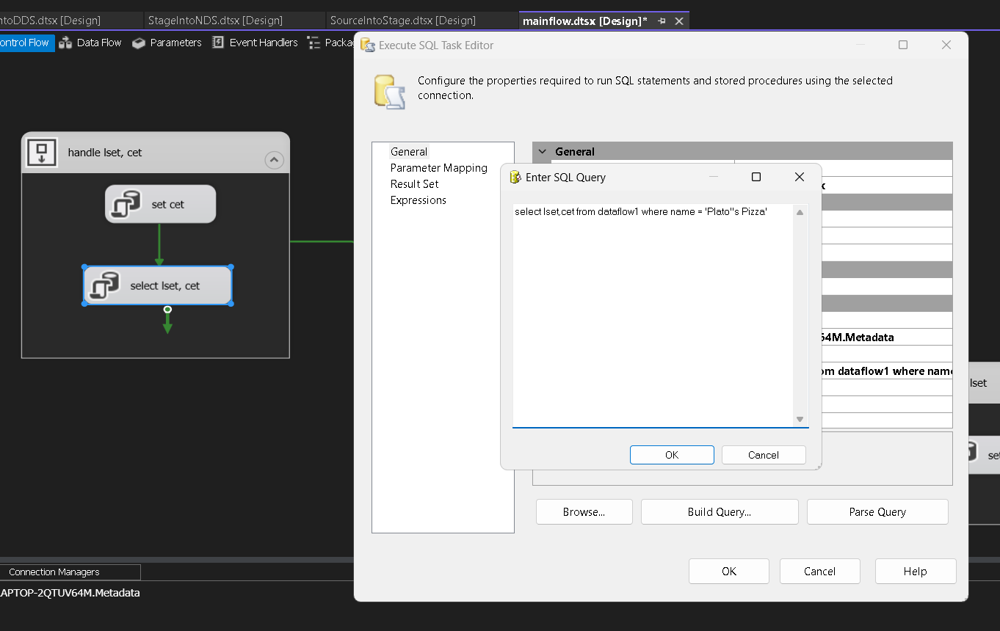 ntoDDS.dtsx [Design]
StageIntoNDS.dtsx [Design]
SourceIntoStage.dtsx [Design]
mainflow.dtsx [Design]*
ontrol Flow
Data Flow
Parameters
Event Handlers
Packag
Execute SQL Task Editor
Configure the properties required to run SQL statements and stored procedures using the selected
connection.
handle lset, cet
set cet
select lset, cet
General
Parameter Mapping
Result Set
Expressions
General
k
Enter SQL Query
select lset,cet from dataflow1 where name = 'Plato''s Pizza'
64M.Metadata
om dataflow1 where name
OK
Cancel
lset
set
Browse...
Build Query...
Parse Query
OK
Cancel
Help
Connection Managers
APTOP-2QTUV64M.Metadata